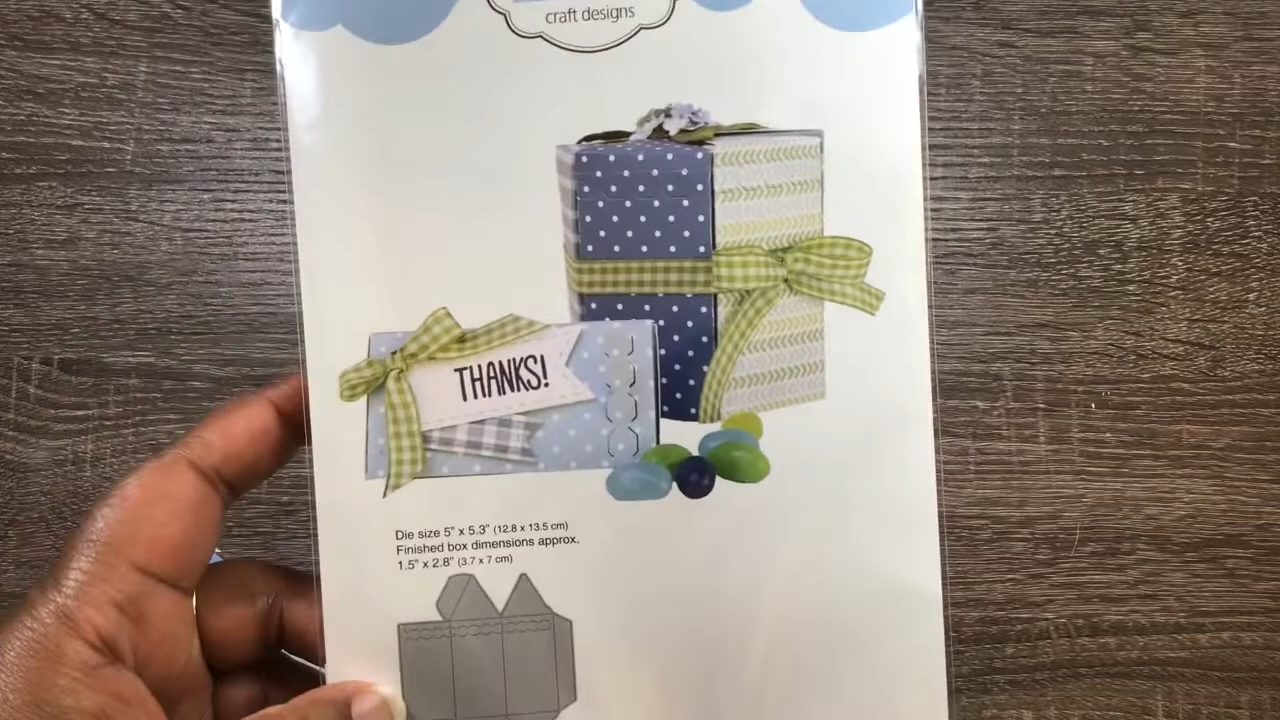 craft designs
THANKS!
Die size 5" x 5.3" (12.8 x 13.5 cm)
Finished box dimensions approx.
1.5" x 2.8" (3.7 x 7 cm)